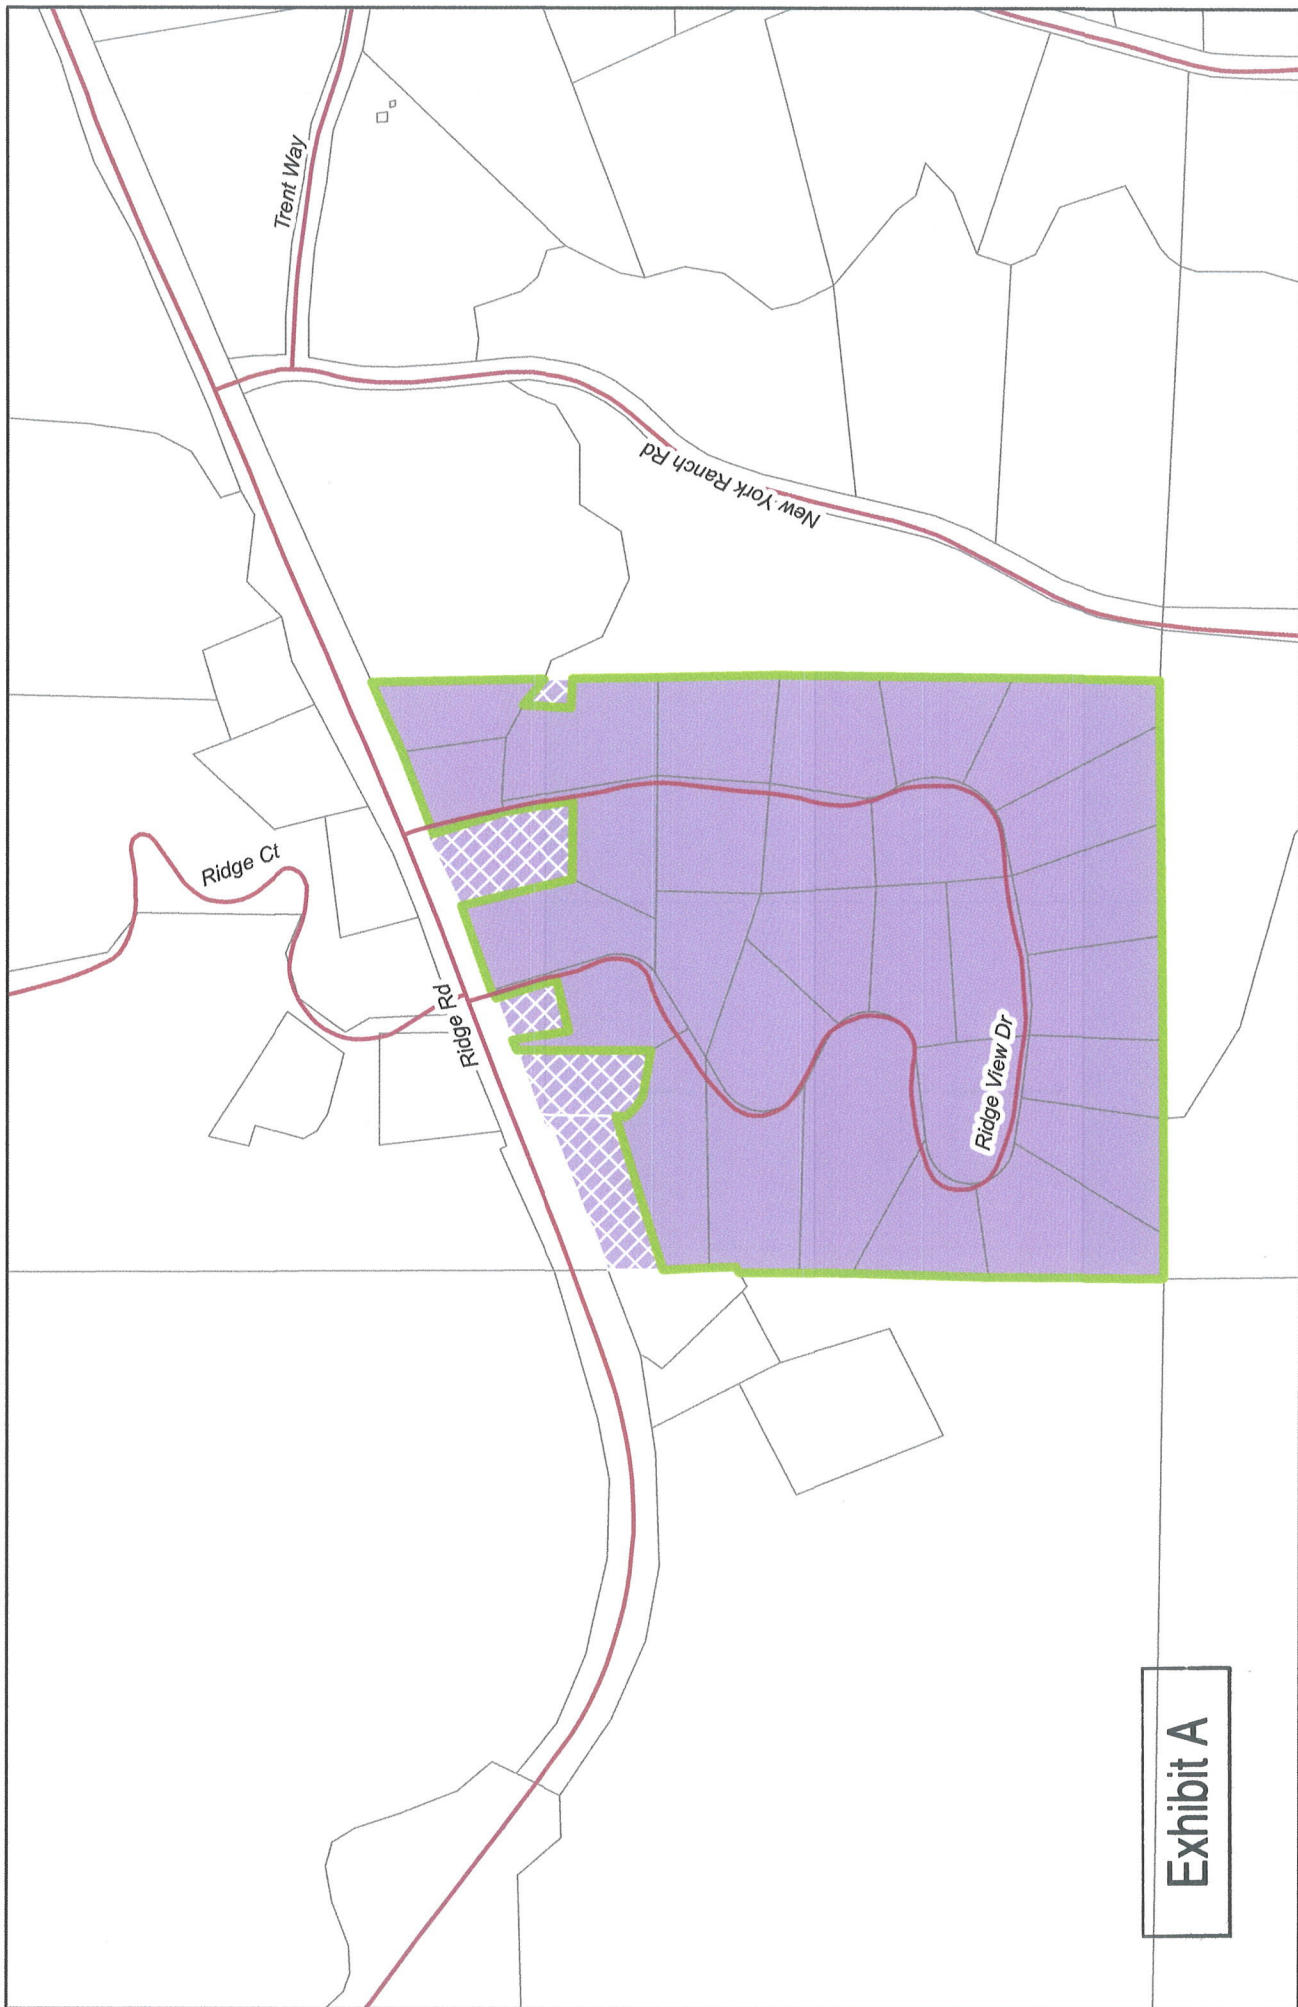 Trent Way
New York Ranch Rd
Ridge Ct
Ridge Rd
Ridge View Dr
Exhibit A